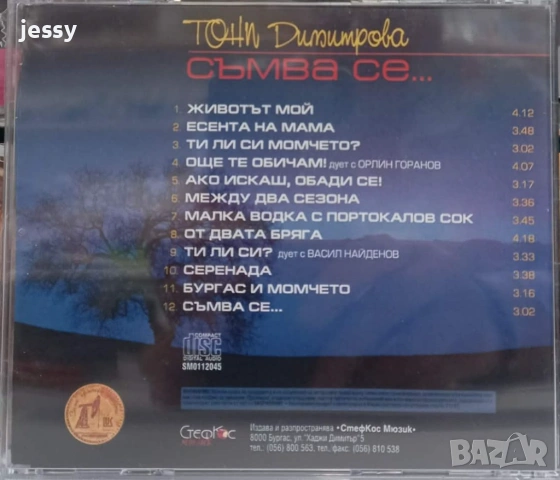 jessy
Тони Димитрова
СЪМВА СЕ...
1. ЖИВОТЪТ МОЙ 4.12
2. ЕСЕНТА НА МАМА 3.48
3. ТИ ЛИ СИ МОМЧЕТО? 3.02
4. ОЩЕ ТЕ ОБИЧАМ! дует с ОРЛИН ГОРАНОВ 4.07
5. АКО ИСКАШ, ОБАДИ СЕ! 3.17
6. МЕЖДУ ДВА СЕЗОНА 3.36
7. МАЛКА ВОДКА С ПОРТОКАЛОВ СОК 3.45
8. ОТ ДВАТА БРЯГА 4.18
9. ТИ ЛИ СИ? дует с ВАСИЛ НАЙДЕНОВ 3.33
10. СЕРЕНАДА 3.38
11. БУРГАС И МОМЧЕТО 3.16
12. СЪМВА СЕ... 3.02
COMPACT
disc
DIGITAL AUDIO
SM0112045
СтефКос
Издава и разпространява «СтефКос Мюзик»
8000 Бургас, ул. "Хаджи Димитър" 5
тел. (056) 800 563, тел. факс: (056) 810 538
BAZAR